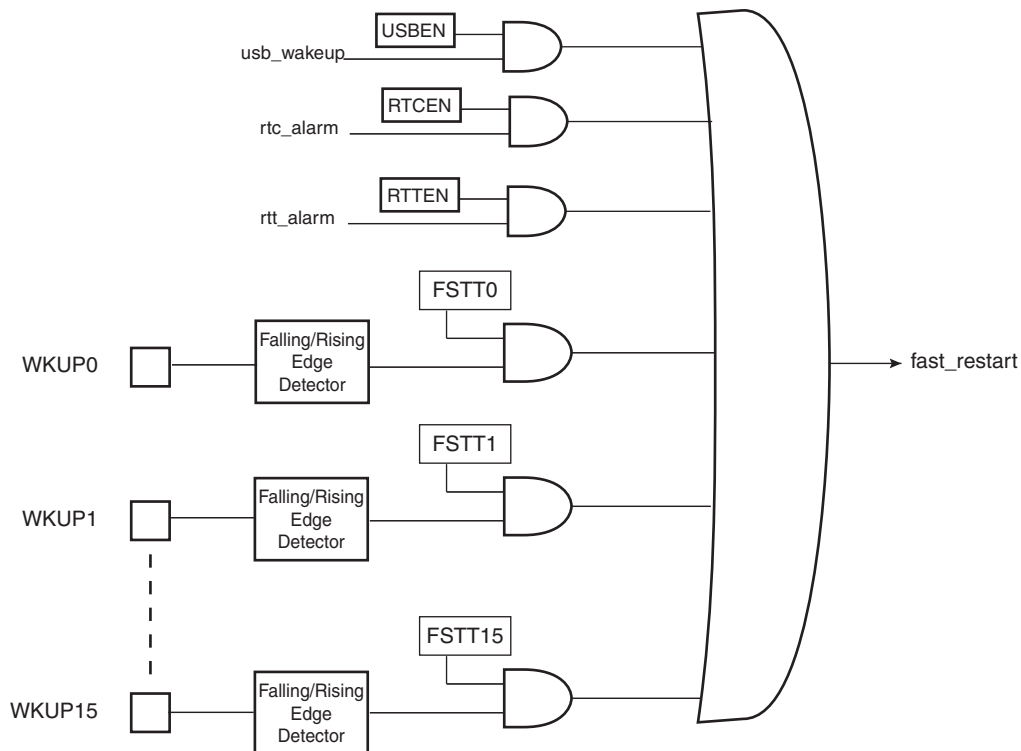 USBEN
usb_wakeup
RTCEN
rtc_alarm
RTTEN
rtt_alarm
FSTT0
WKUP0
Falling/Rising
Edge
Detector
fast_restart
FSTT1
WKUP1
Falling/Rising
Edge
Detector
FSTT15
WKUP15
Falling/Rising
Edge
Detector